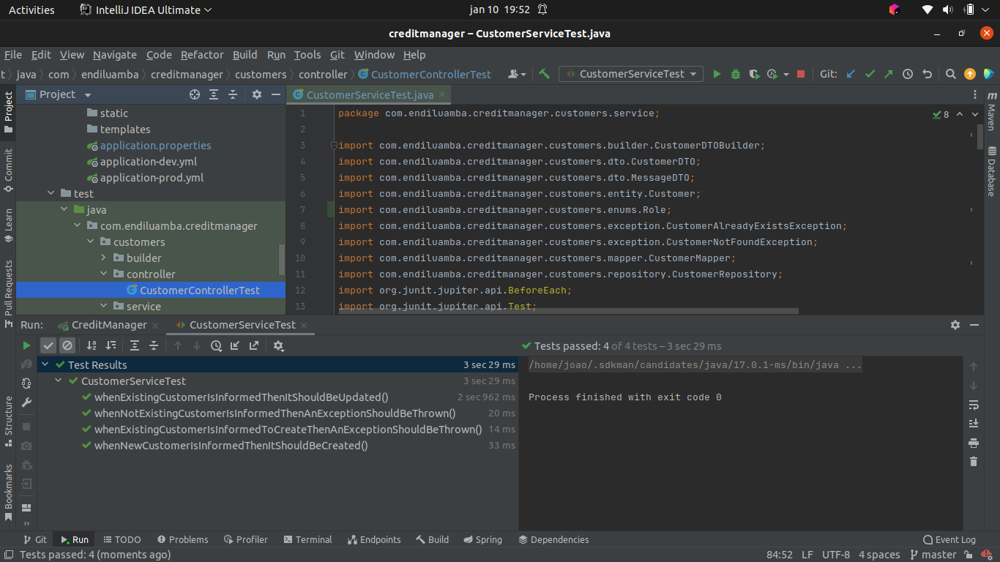 Activities IntelliJ IDEA Ultimate jan 10 19:52
creditmanager – CustomerServiceTest.java
File Edit View Navigate Code Refactor Build Run Tools Git Window Help
t java com endiluamba creditmanager customers controller CustomerControllerTest CustomerServiceTest Git:
Project
CustomerServiceTest.java
static
templates
application.properties
application-dev.yml
application-prod.yml
test
java
com.endiluamba.creditmanager
customers
builder
controller
CustomerControllerTest
service
1 package com.endiluamba.creditmanager.customers.service;
2
3 import com.endiluamba.creditmanager.customers.builder.CustomerDTOBuilder;
4 import com.endiluamba.creditmanager.customers.dto.CustomerDTO;
5 import com.endiluamba.creditmanager.customers.dto.MessageDTO;
6 import com.endiluamba.creditmanager.customers.entity.Customer;
7 import com.endiluamba.creditmanager.customers.enums.Role;
8 import com.endiluamba.creditmanager.customers.exception.CustomerAlreadyExistsException;
9 import com.endiluamba.creditmanager.customers.exception.CustomerNotFoundException;
10 import com.endiluamba.creditmanager.customers.mapper.CustomerMapper;
11 import com.endiluamba.creditmanager.customers.repository.CustomerRepository;
12 import org.junit.jupiter.api.BeforeEach;
13 import org.junit.jupiter.api.Test;
8
Project
Commit
Learn
Pull Requests
Structure
Bookmarks
m Maven
Database
Run: CreditManager CustomerServiceTest
Tests passed: 4 of 4 tests – 3 sec 29 ms
Test Results 3 sec 29 ms
CustomerServiceTest 3 sec 29 ms
whenExistingCustomerIsInformedThenItShouldBeUpdated() 2 sec 962 ms
whenNotExistingCustomerIsInformedThenAnExceptionShouldBeThrown() 20 ms
whenExistingCustomerIsInformedToCreateThenAnExceptionShouldBeThrown() 14 ms
whenNewCustomerIsInformedThenItShouldBeCreated() 33 ms
/home/joao/.sdkman/candidates/java/17.0.1-ms/bin/java ...
Process finished with exit code 0
Git Run TODO Problems Profiler Terminal Endpoints Build Spring Dependencies Event Log
Tests passed: 4 (moments ago) 84:52 LF UTF-8 4 spaces master